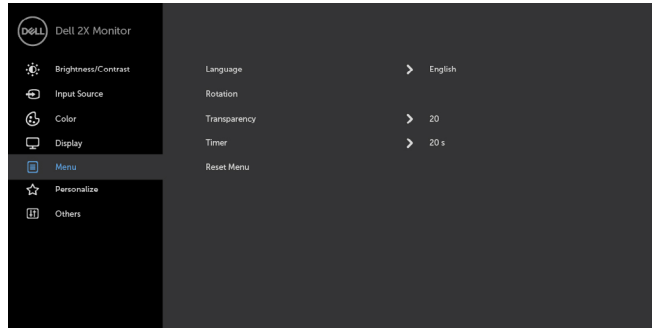 DELL Dell 2X Monitor
Brightness/Contrast
Input Source
Color
Display
Menu
Personalize
Others
Language English
Rotation
Transparency 20
Timer 20 s
Reset Menu